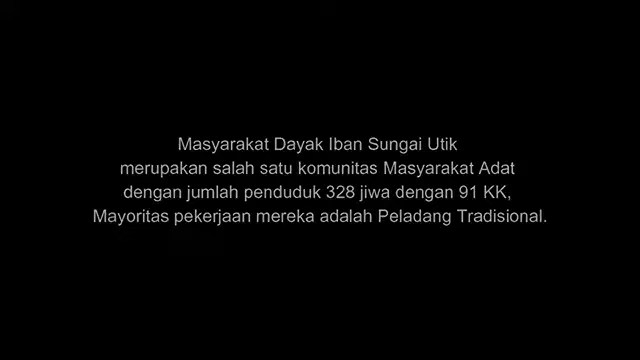 Masyarakat Dayak Iban Sungai Utik
merupakan salah satu komunitas Masyarakat Adat
dengan jumlah penduduk 328 jiwa dengan 91 KK,
Mayoritas pekerjaan mereka adalah Peladang Tradisional.